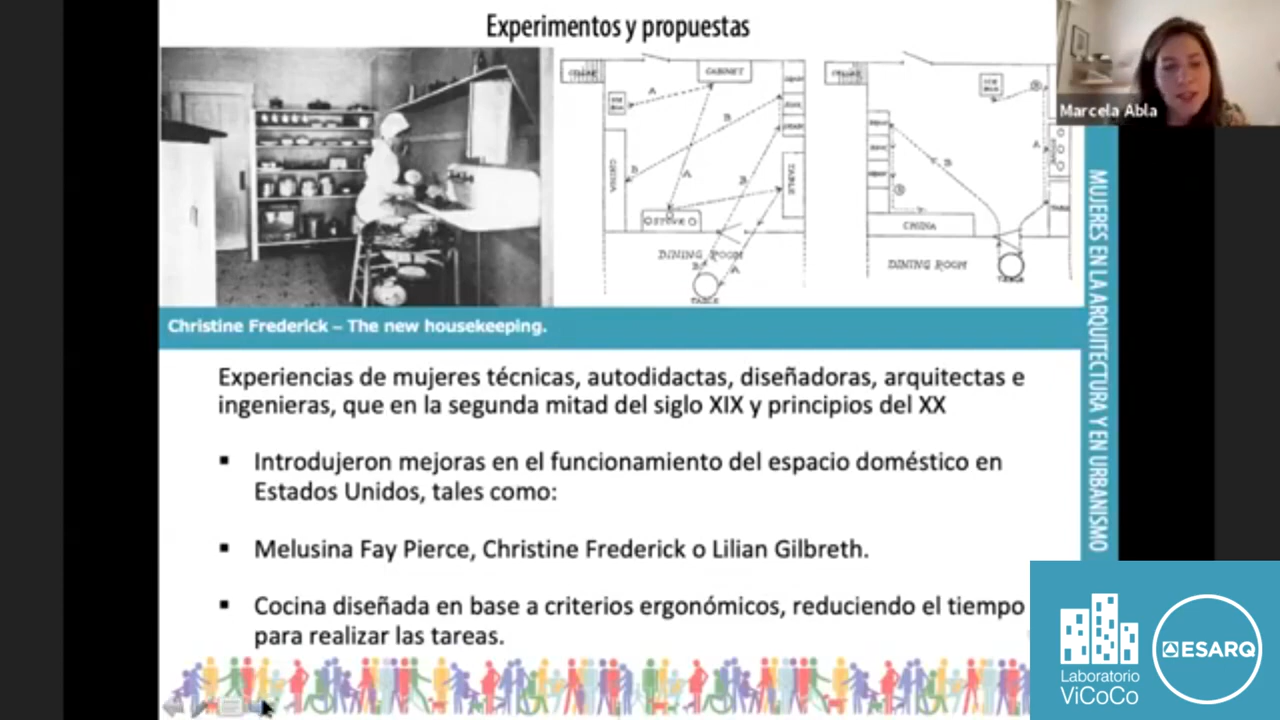 Experimentos y propuestas
Marcela Abla
CELLAR
CABINET
ICE
BOX
A
B
CHINA
B
A
B
STOVE
TABLE
DINING ROOM
B
A
TABLE
B
A
B
B
CHINA
DINING ROOM
TABLE
Christine Frederick – The new housekeeping.
MUJERES EN LA ARQUITECTURA Y EN URBANISMO
Experiencias de mujeres técnicas, autodidactas, diseñadoras, arquitectas e
ingenieras, que en la segunda mitad del siglo XIX y principios del XX
▪ Introdujeron mejoras en el funcionamiento del espacio doméstico en
Estados Unidos, tales como:
▪ Melusina Fay Pierce, Christine Frederick o Lilian Gilbreth.
▪ Cocina diseñada en base a criterios ergonómicos, reduciendo el tiempo
para realizar las tareas.
Laboratorio
ViCoCo
ESARQ